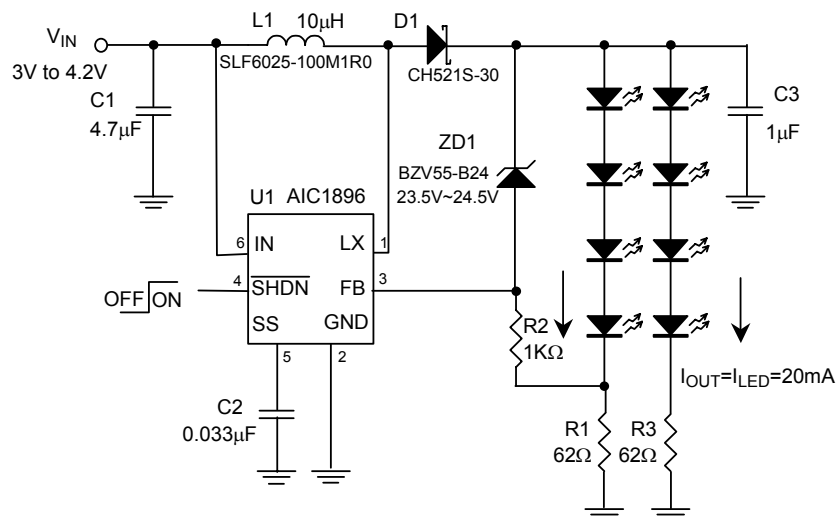 L1 10μH
D1
VIN
3V to 4.2V
SLF6025-100M1R0
CH521S-30
C1
4.7μF
C3
1μF
ZD1
BZV55-B24
23.5V~24.5V
U1 AIC1896
6 IN LX 1
4 SHDN FB 3
OFF ON
SS GND
5 2
R2
1KΩ
IOUT=ILED=20mA
C2
0.033μF
R1 R3
62Ω 62Ω